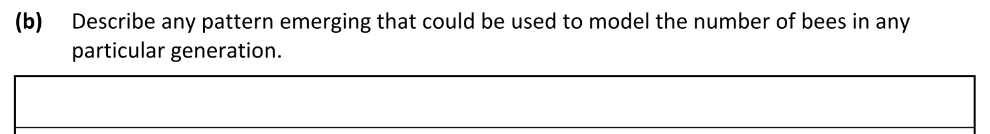 (b) Describe any pattern emerging that could be used to model the number of bees in any
particular generation.